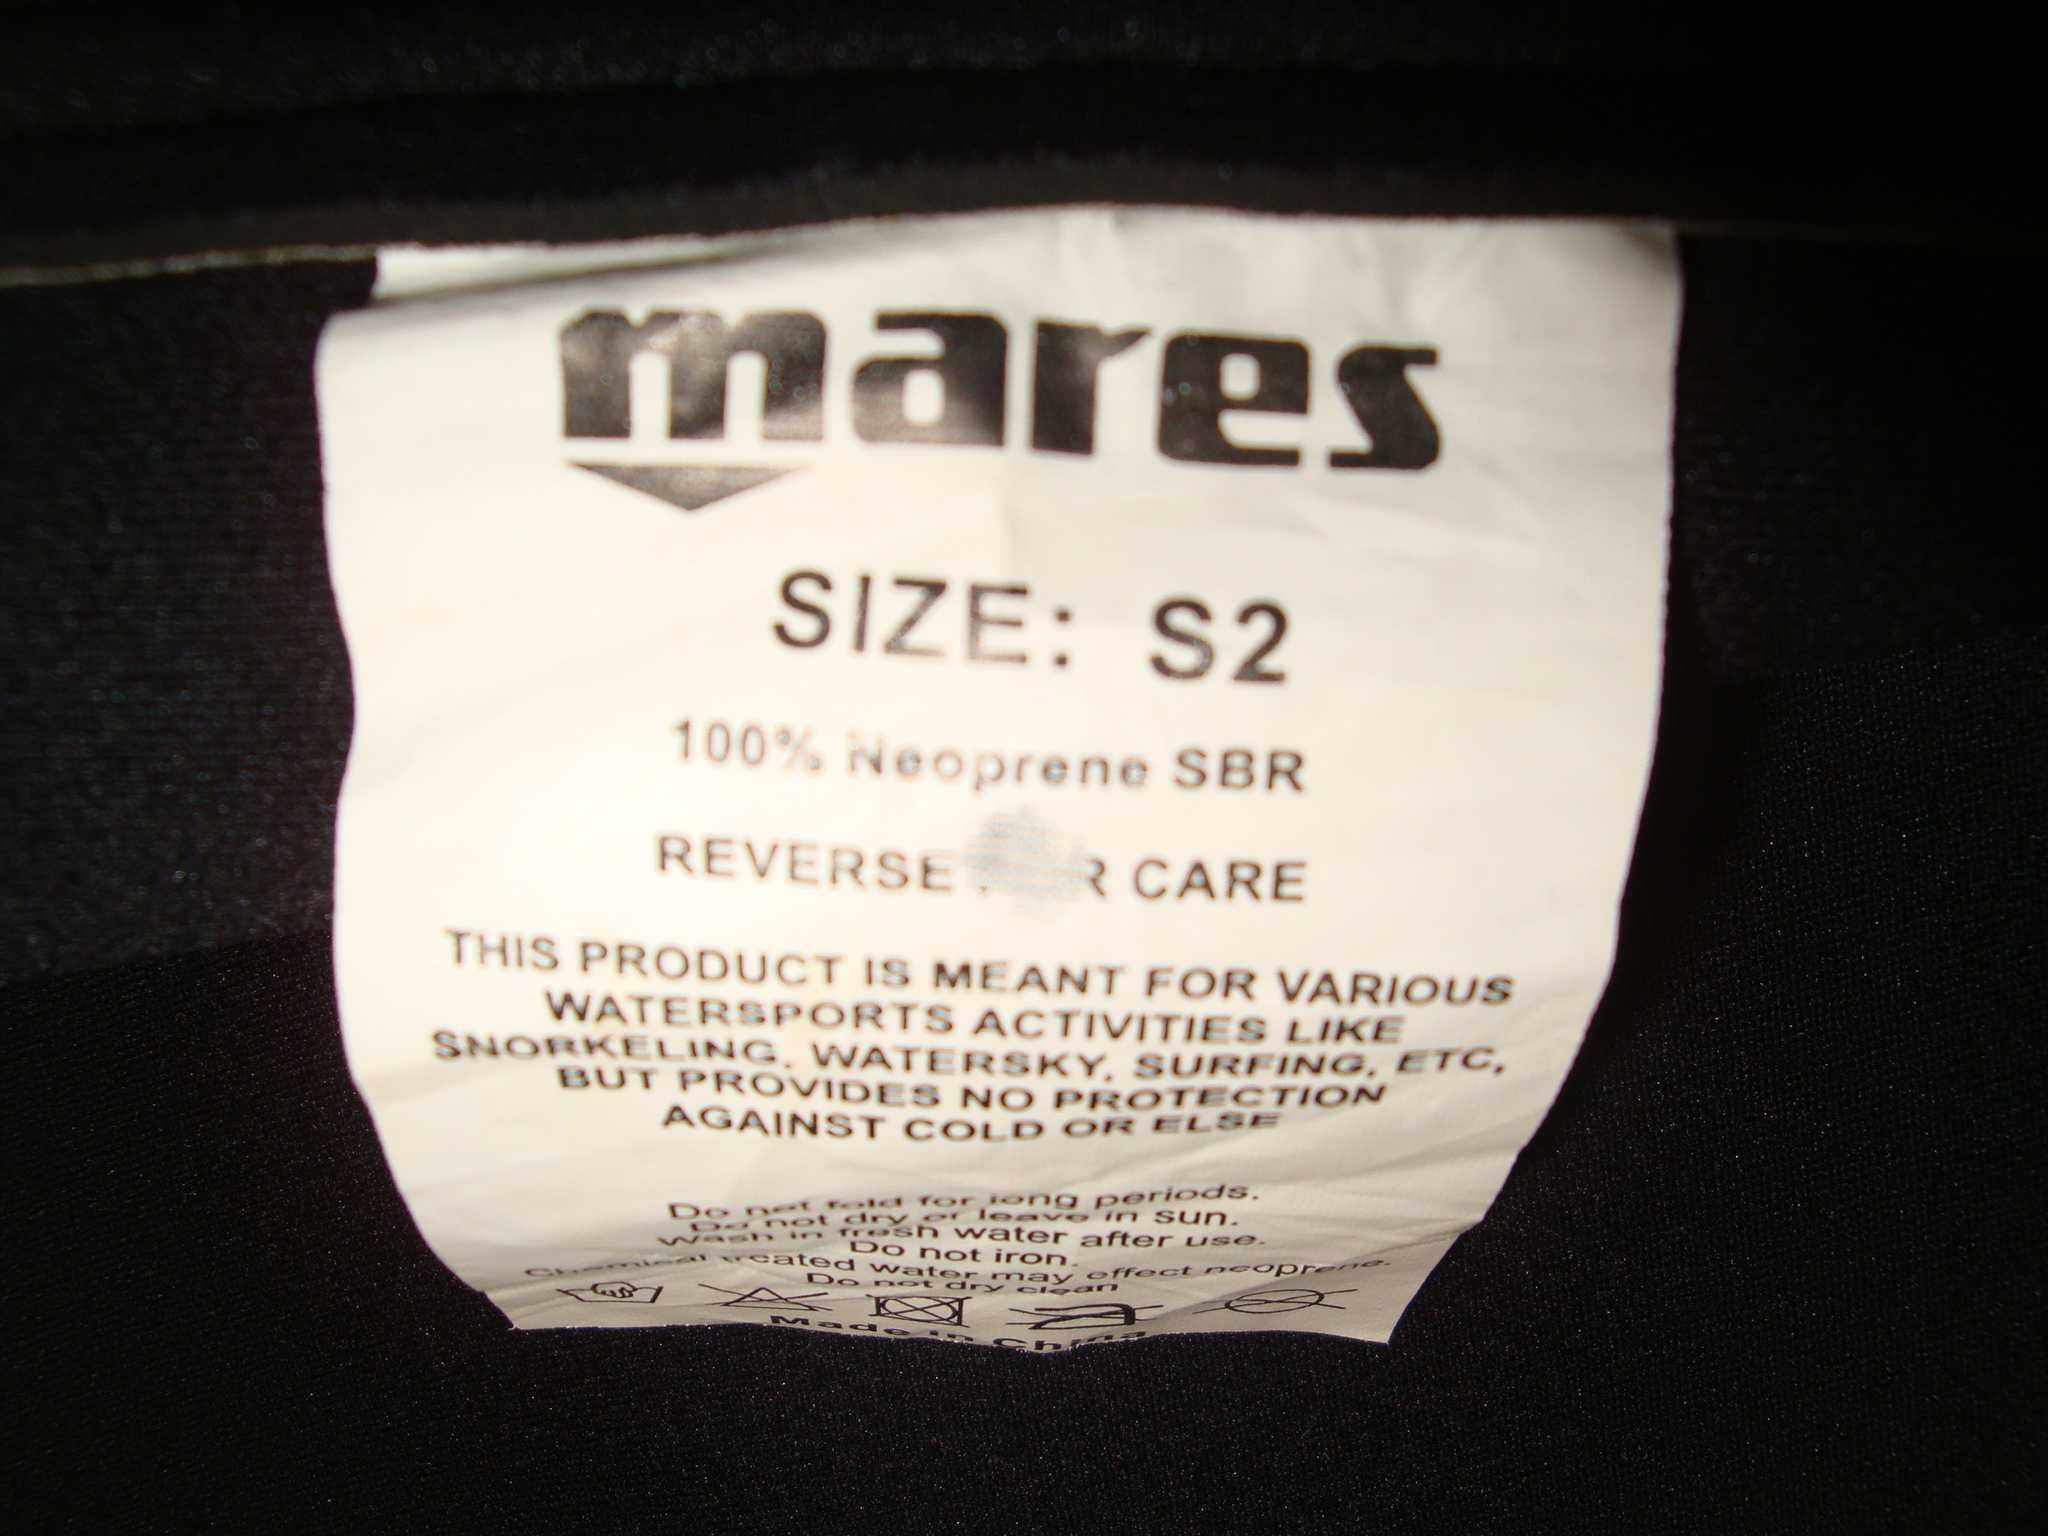 mares
SIZE: S2
100% Neoprene SBR
REVERSE CARE
THIS PRODUCT IS MEANT FOR VARIOUS
WATERSPORTS ACTIVITIES LIKE
SNORKELING, WATERSKY, SURFING, ETC,
BUT PROVIDES NO PROTECTION
AGAINST COLD OR ELSE
Do not fold for long periods.
Do not dry or leave in sun.
Wash in fresh water after use.
Do not iron.
Chemical treated water may effect neoprene.
Do not dry clean
Made in China